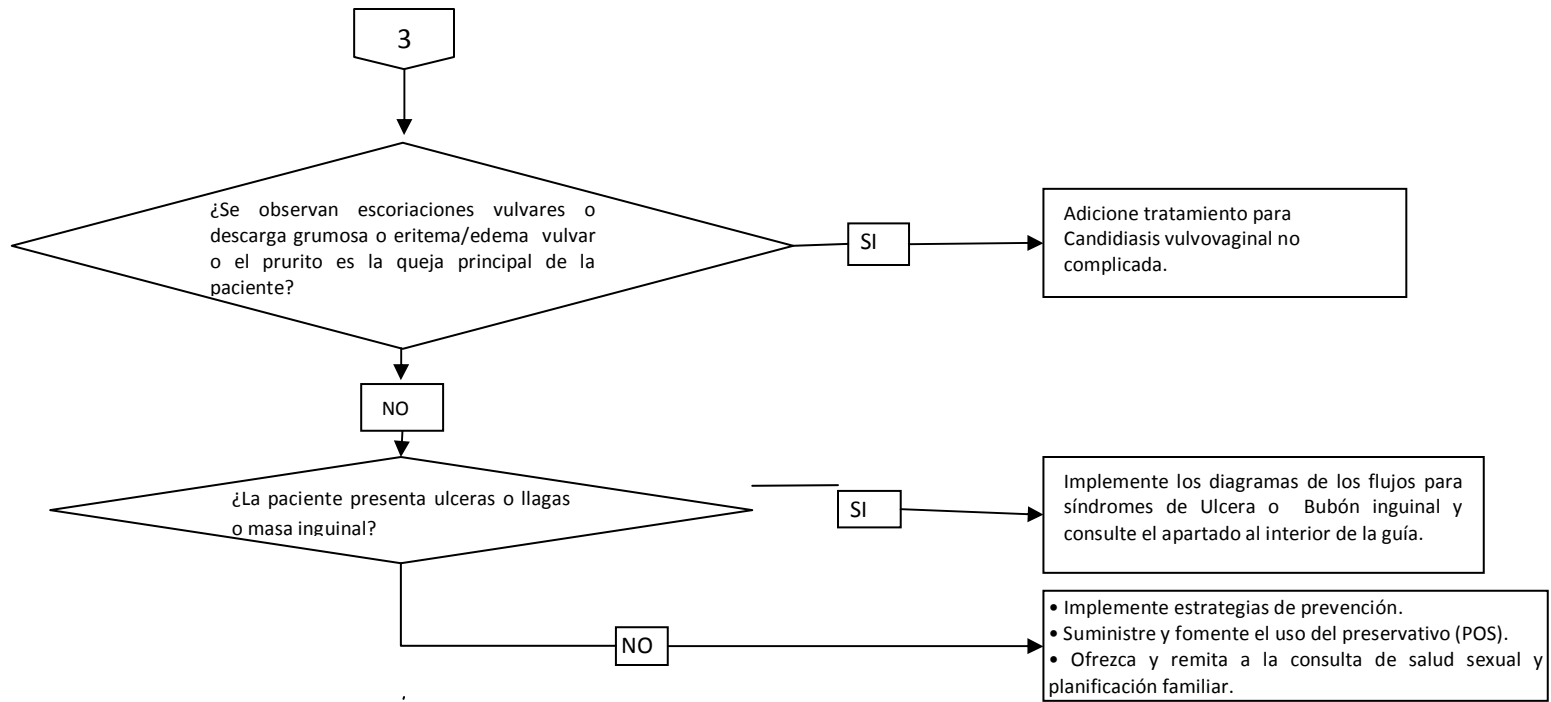 3
¿Se observan escoriaciones vulvares o
descarga grumosa o eritema/edema vulvar
o el prurito es la queja principal de la
paciente?
SI
Adicione tratamiento para
Candidiasis vulvovaginal no
complicada.
NO
¿La paciente presenta ulceras o llagas
o masa inguinal?
SI
Implemente los diagramas de los flujos para
síndromes de Ulcera o Bubón inguinal y
consulte el apartado al interior de la guía.
NO
• Implemente estrategias de prevención.
• Suministre y fomente el uso del preservativo (POS).
• Ofrezca y remita a la consulta de salud sexual y
planificación familiar.